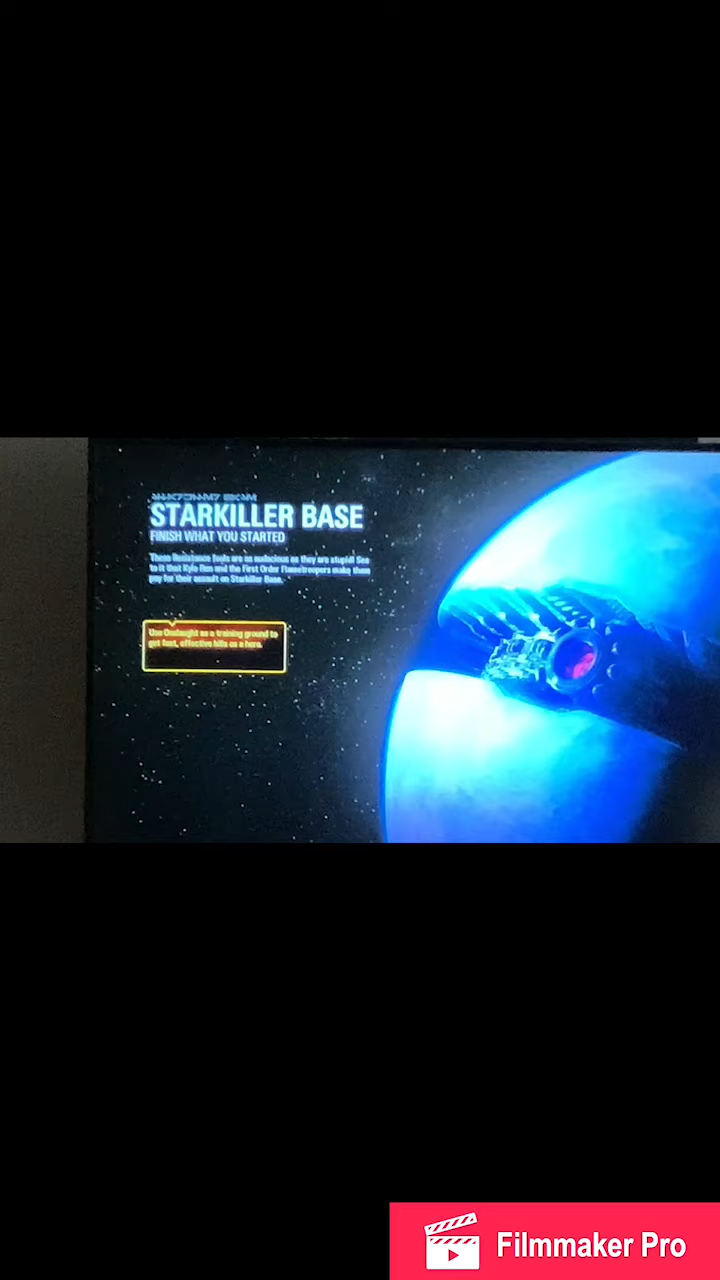 STARKILLER BASE
FINISH WHAT YOU STARTED
These Resistance fools are as audacious as they are stupid! See
to it that Kylo Ren and the First Order Flametroopers make them
pay for their assault on Starkiller Base.
Use Onslaught as a training ground to
get fast, effective kills as a hero.
Filmmaker Pro